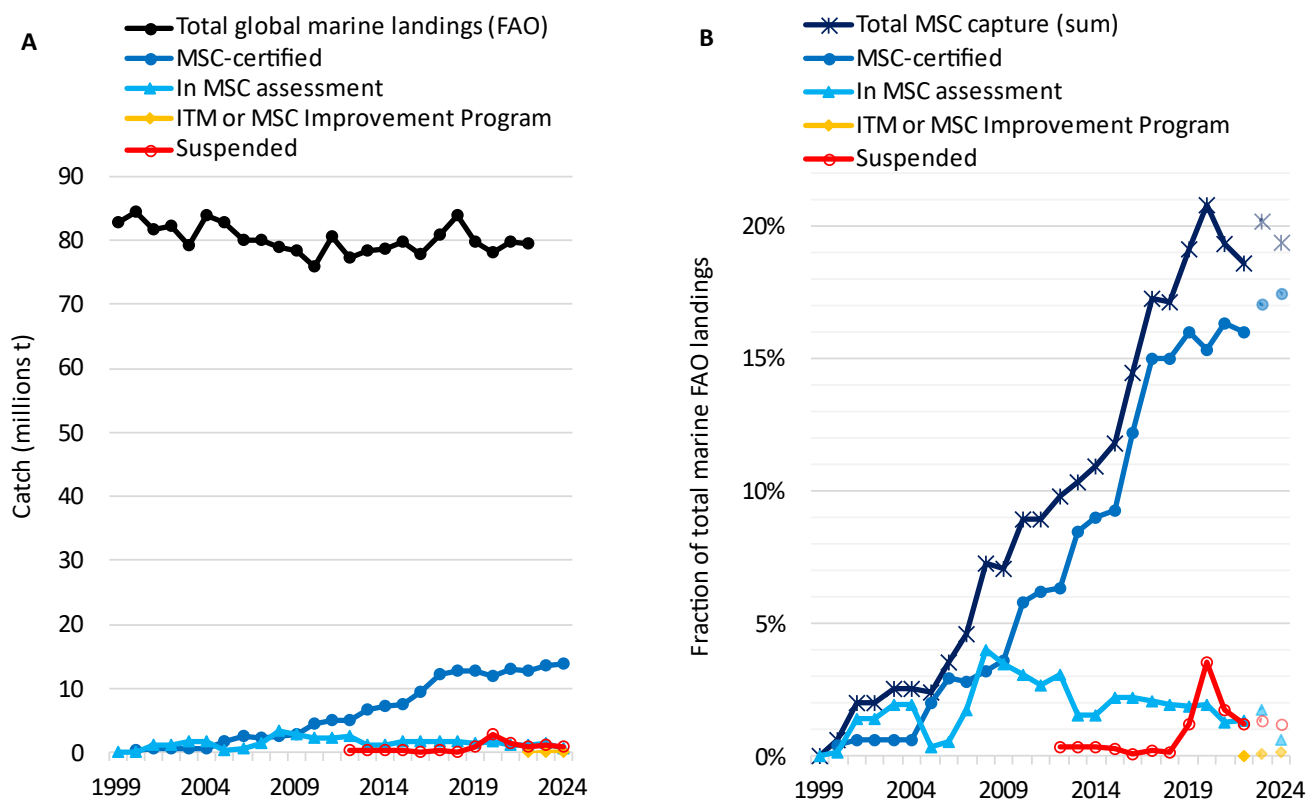 A
Total global marine landings (FAO)
MSC-certified
In MSC assessment
ITM or MSC Improvement Program
Suspended
Catch (millions t)
90
80
70
60
50
40
30
20
10
0
1999 2004 2009 2014 2019 2024
B
Total MSC capture (sum)
MSC-certified
In MSC assessment
ITM or MSC Improvement Program
Suspended
Fraction of total marine FAO landings
20%
15%
10%
5%
0%
1999 2004 2009 2014 2019 2024